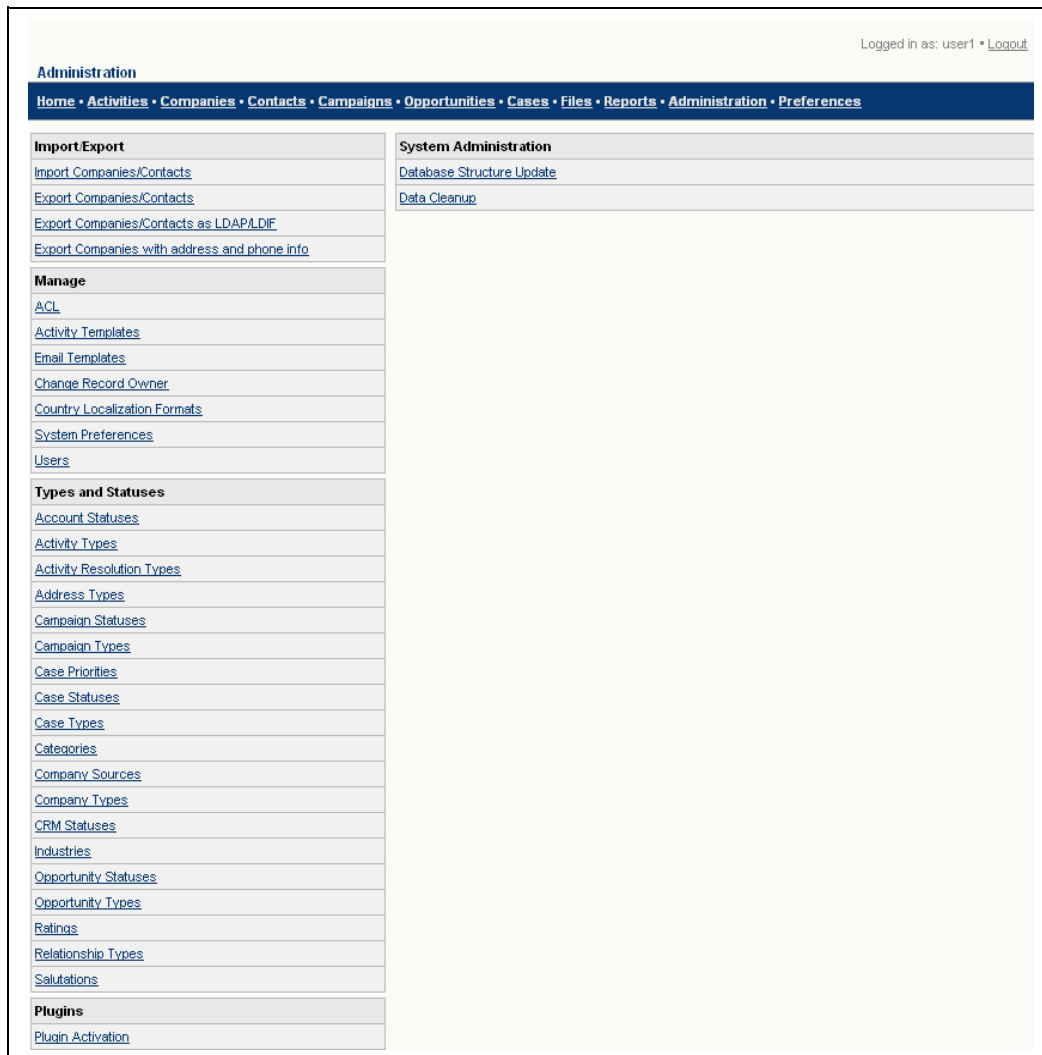 Logged in as: user1 • Logout
Administration
Home • Activities • Companies • Contacts • Campaigns • Opportunities • Cases • Files • Reports • Administration • Preferences
Import/Export
Import Companies/Contacts
Export Companies/Contacts
Export Companies/Contacts as LDAP/LDIF
Export Companies with address and phone info
Manage
ACL
Activity Templates
Email Templates
Change Record Owner
Country Localization Formats
System Preferences
Users
Types and Statuses
Account Statuses
Activity Types
Activity Resolution Types
Address Types
Campaign Statuses
Campaign Types
Case Priorities
Case Statuses
Case Types
Categories
Company Sources
Company Types
CRM Statuses
Industries
Opportunity Statuses
Opportunity Types
Ratings
Relationship Types
Salutations
Plugins
Plugin Activation
System Administration
Database Structure Update
Data Cleanup